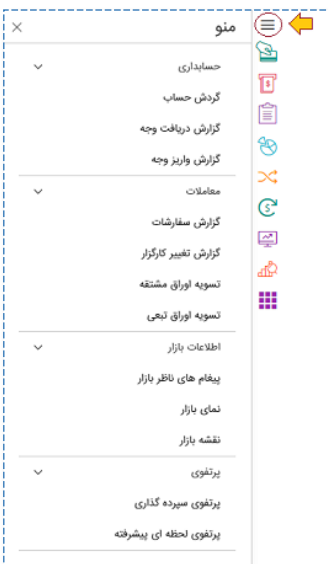 منو
حسابداری
گردش حساب
گزارش دریافت وجه
گزارش واریز وجه
معاملات
گزارش سفارشات
گزارش تغییر کارگزار
تسویه اوراق مشتقه
تسویه اوراق تبعی
اطلاعات بازار
پیغام های ناظر بازار
نمای بازار
نقشه بازار
پرتفوی
پرتفوی سپرده گذاری
پرتفوی لحظه ای پیشرفته